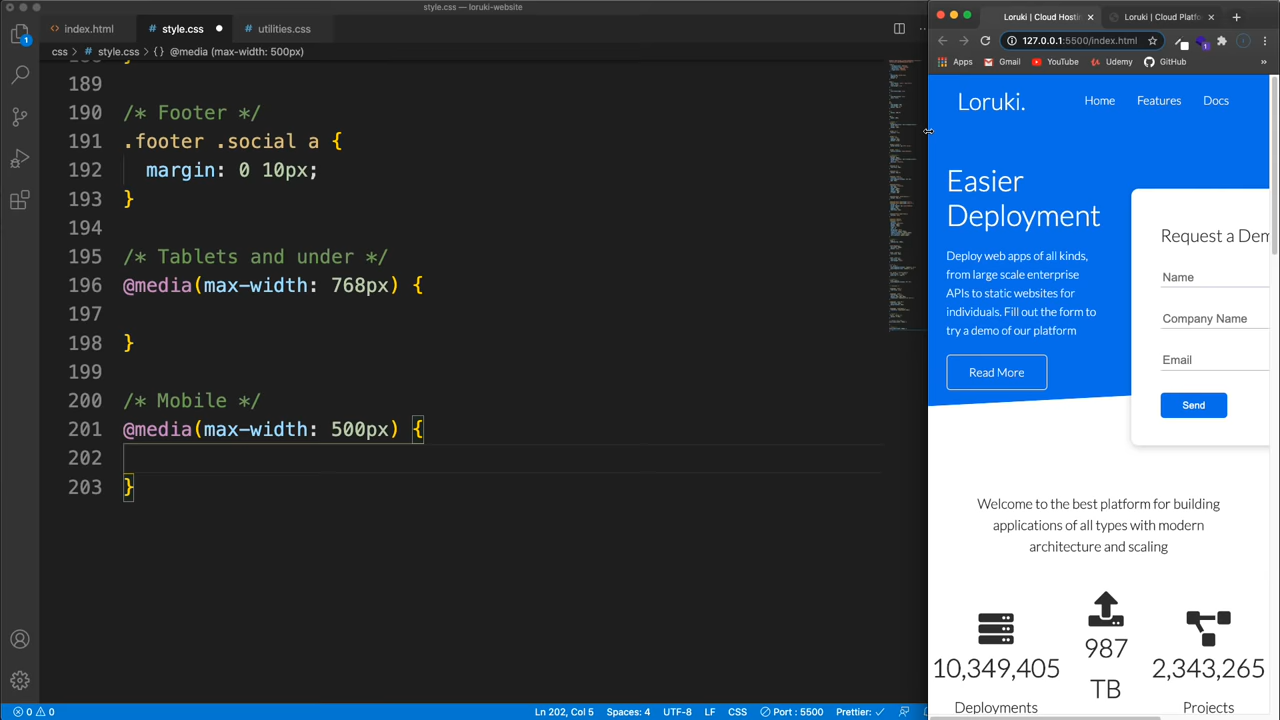 style.css — loruki-website
index.html
style.css
utilities.css
css > # style.css > {} @media (max-width: 500px)
189
190 /* Footer */
191 .footer .social a {
192 margin: 0 10px;
193 }
194
195 /* Tablets and under */
196 @media(max-width: 768px) {
197
198 }
199
200 /* Mobile */
201 @media(max-width: 500px) {
202
203 }
1
0 0
Ln 202, Col 5
Spaces: 4
UTF-8
LF
CSS
Port : 5500
Prettier: ✓
Loruki | Cloud Hosti
Loruki | Cloud Platfo
127.0.0.1:5500/index.html
1
Apps
Gmail
YouTube
Udemy
GitHub
»
Loruki.
Home
Features
Docs
Easier
Deployment
Deploy web apps of all kinds,
from large scale enterprise
APIs to static websites for
individuals. Fill out the form to
try a demo of our platform
Read More
Request a Dem
Name
Company Name
Email
Send
Welcome to the best platform for building
applications of all types with modern
architecture and scaling
10,349,405
Deployments
987
TB
2,343,265
Projects